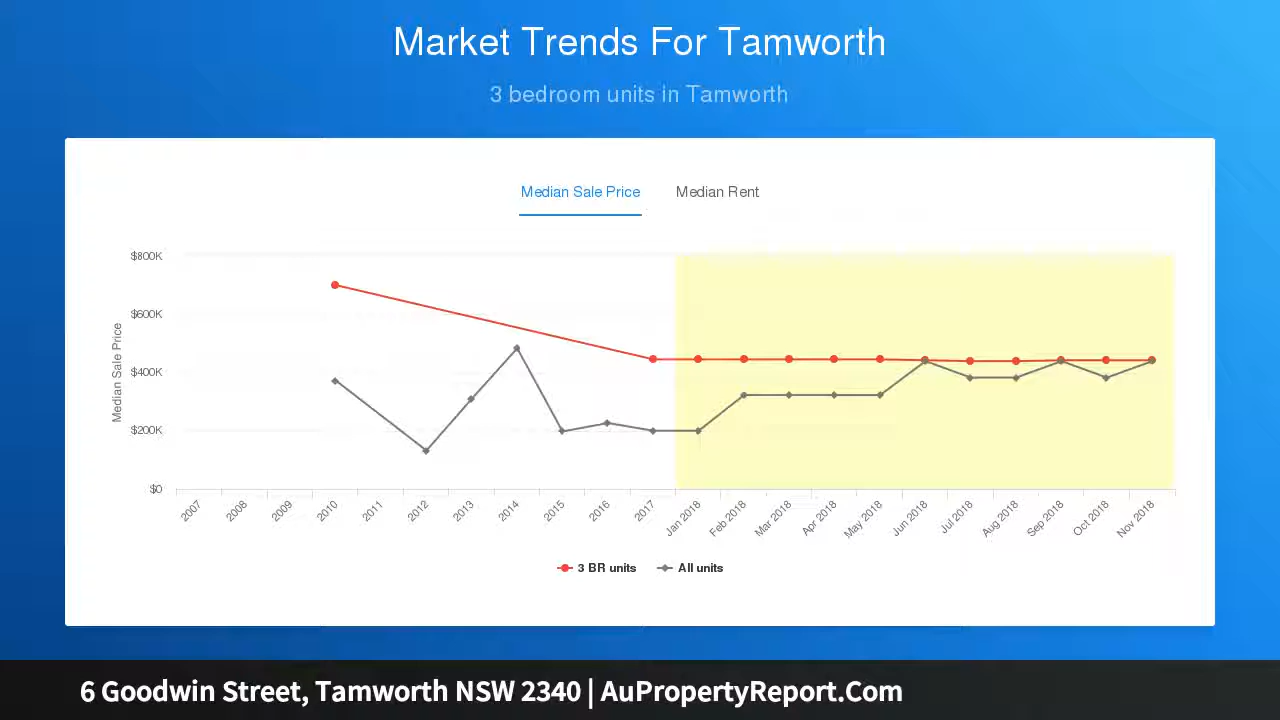 Market Trends For Tamworth
3 bedroom units in Tamworth
Median Sale Price Median Rent
Median Sale Price
$800K
$600K
$400K
$200K
$0
2007 2008 2009 2010 2011 2012 2013 2014 2015 2016 2017 Jan 2018 Feb 2018 Mar 2018 Apr 2018 May 2018 Jun 2018 Jul 2018 Aug 2018 Sep 2018 Oct 2018 Nov 2018
3 BR units All units
6 Goodwin Street, Tamworth NSW 2340 | AuPropertyReport.Com